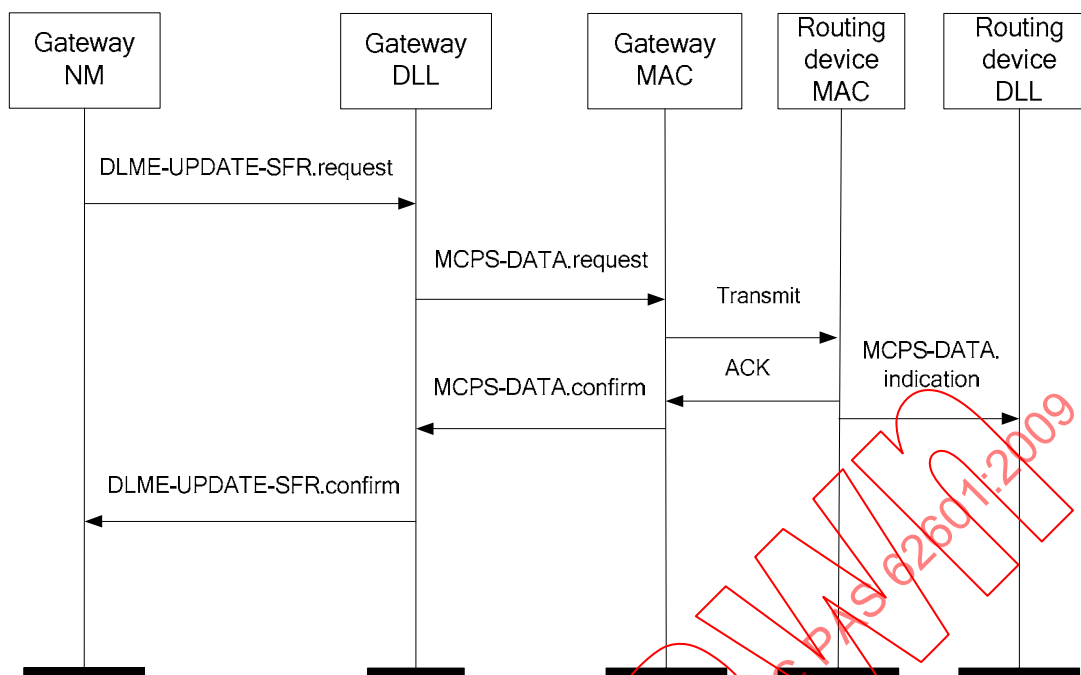 Gateway
NM
Gateway
DLL
Gateway
MAC
Routing
device
MAC
Routing
device
DLL
DLME-UPDATE-SFR.request
MCPS-DATA.request
Transmit
MCPS-DATA.
indication
ACK
MCPS-DATA.confirm
DLME-UPDATE-SFR.confirm
PAS 62601:2009